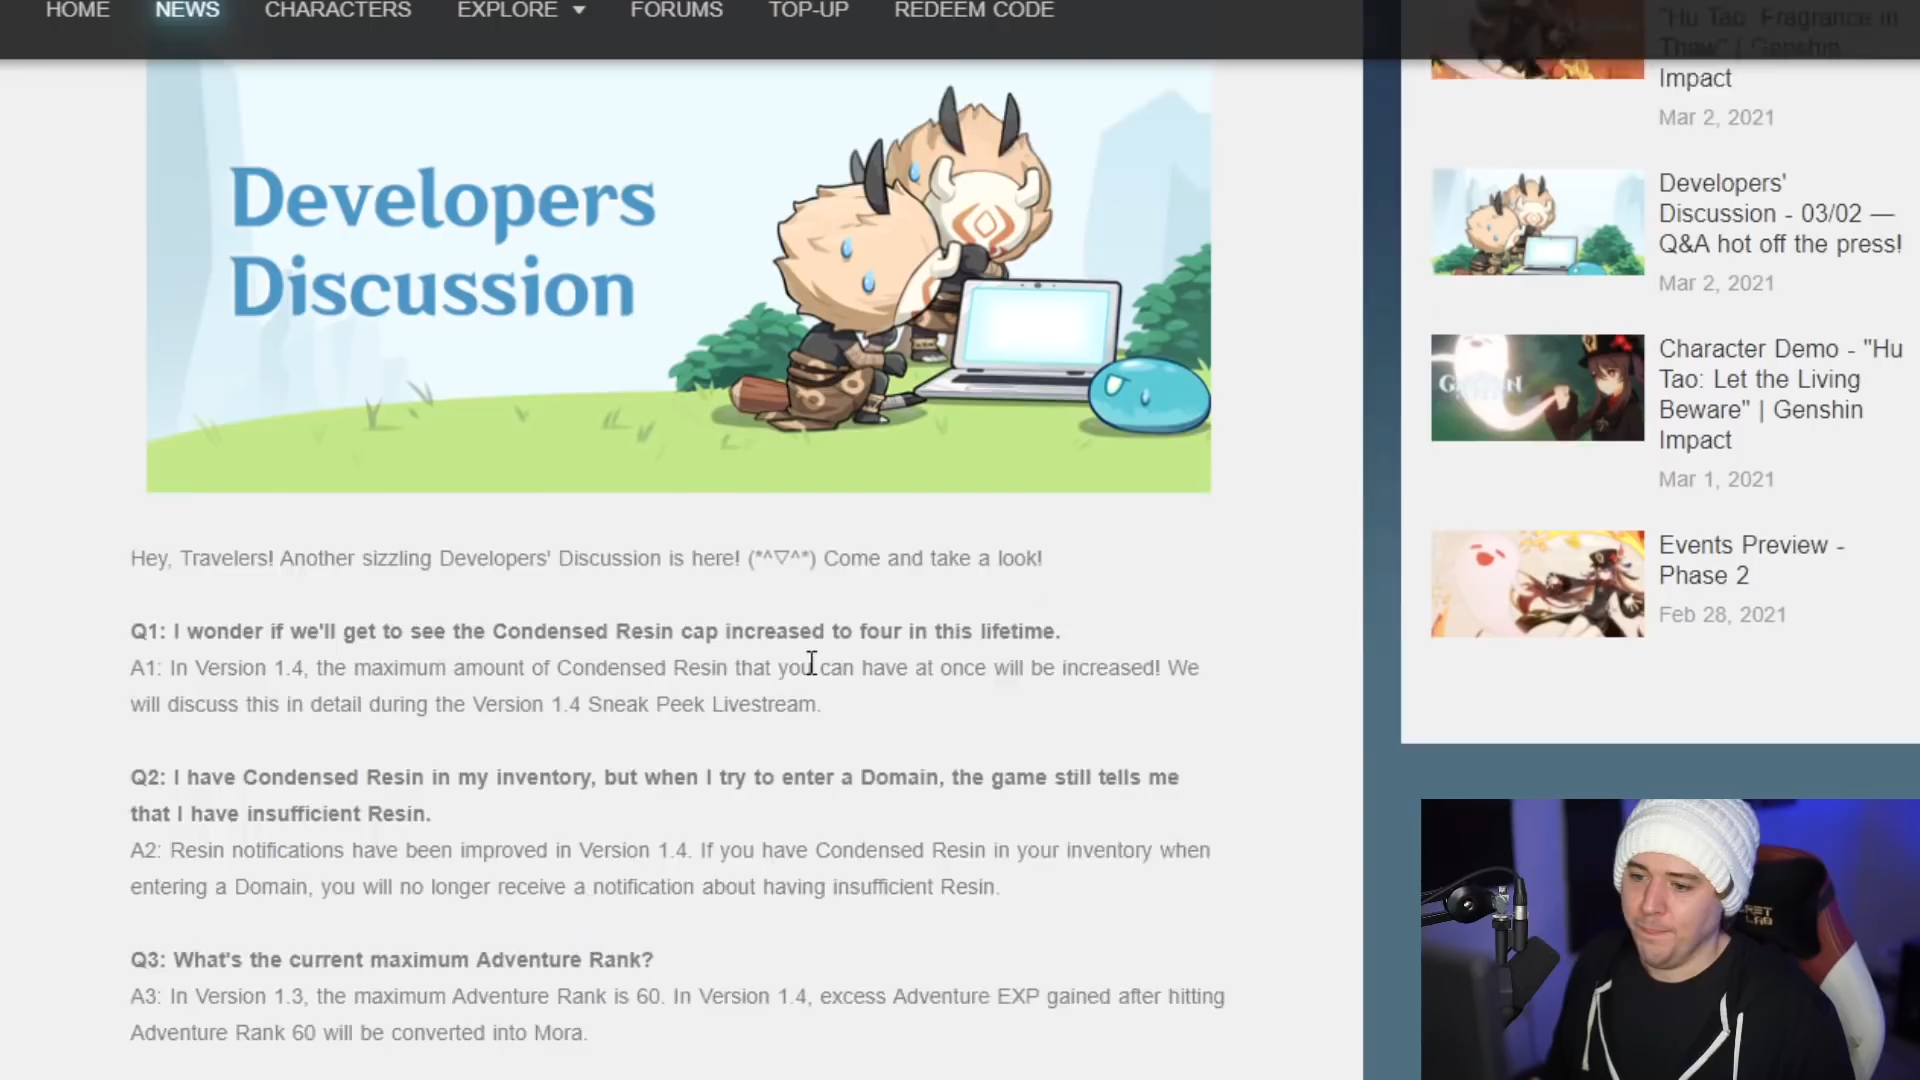 HOME NEWS CHARACTERS EXPLORE FORUMS TOP-UP REDEEM CODE
Developers
Discussion
Hey, Travelers! Another sizzling Developers' Discussion is here! (*^▽^*) Come and take a look!
Q1: I wonder if we'll get to see the Condensed Resin cap increased to four in this lifetime.
A1: In Version 1.4, the maximum amount of Condensed Resin that you can have at once will be increased! We
will discuss this in detail during the Version 1.4 Sneak Peek Livestream.
Q2: I have Condensed Resin in my inventory, but when I try to enter a Domain, the game still tells me
that I have insufficient Resin.
A2: Resin notifications have been improved in Version 1.4. If you have Condensed Resin in your inventory when
entering a Domain, you will no longer receive a notification about having insufficient Resin.
Q3: What's the current maximum Adventure Rank?
A3: In Version 1.3, the maximum Adventure Rank is 60. In Version 1.4, excess Adventure EXP gained after hitting
Adventure Rank 60 will be converted into Mora.
"Hu Tao: Fragrance in
Thaw" | Genshin
Impact
Mar 2, 2021
Developers'
Discussion - 03/02 —
Q&A hot off the press!
Mar 2, 2021
GENSHIN
Character Demo - "Hu
Tao: Let the Living
Beware" | Genshin
Impact
Mar 1, 2021
Events Preview -
Phase 2
Feb 28, 2021